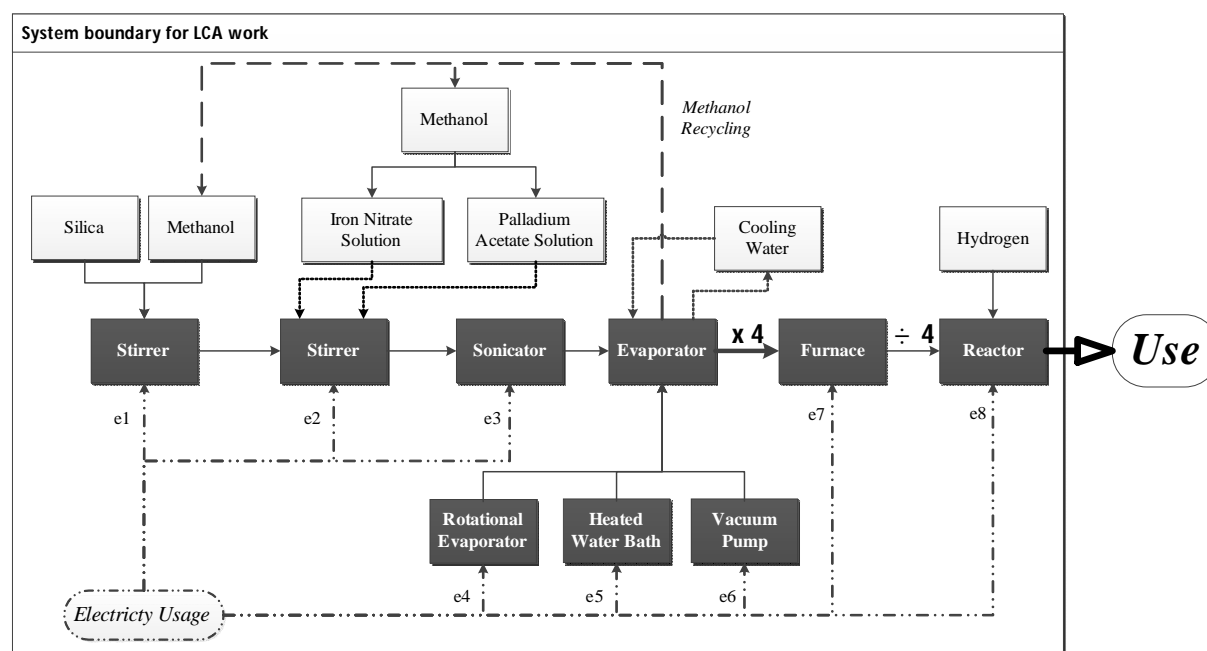 System boundary for LCA work
Methanol
Methanol
Recycling
Silica
Methanol
Iron Nitrate
Solution
Palladium
Acetate Solution
Cooling
Water
Hydrogen
Stirrer
Stirrer
Sonicator
Evaporator
x 4
Furnace
÷ 4
Reactor
Use
e1
e2
e3
e7
e8
Rotational
Evaporator
Heated
Water Bath
Vacuum
Pump
e4
e5
e6
Electricty Usage